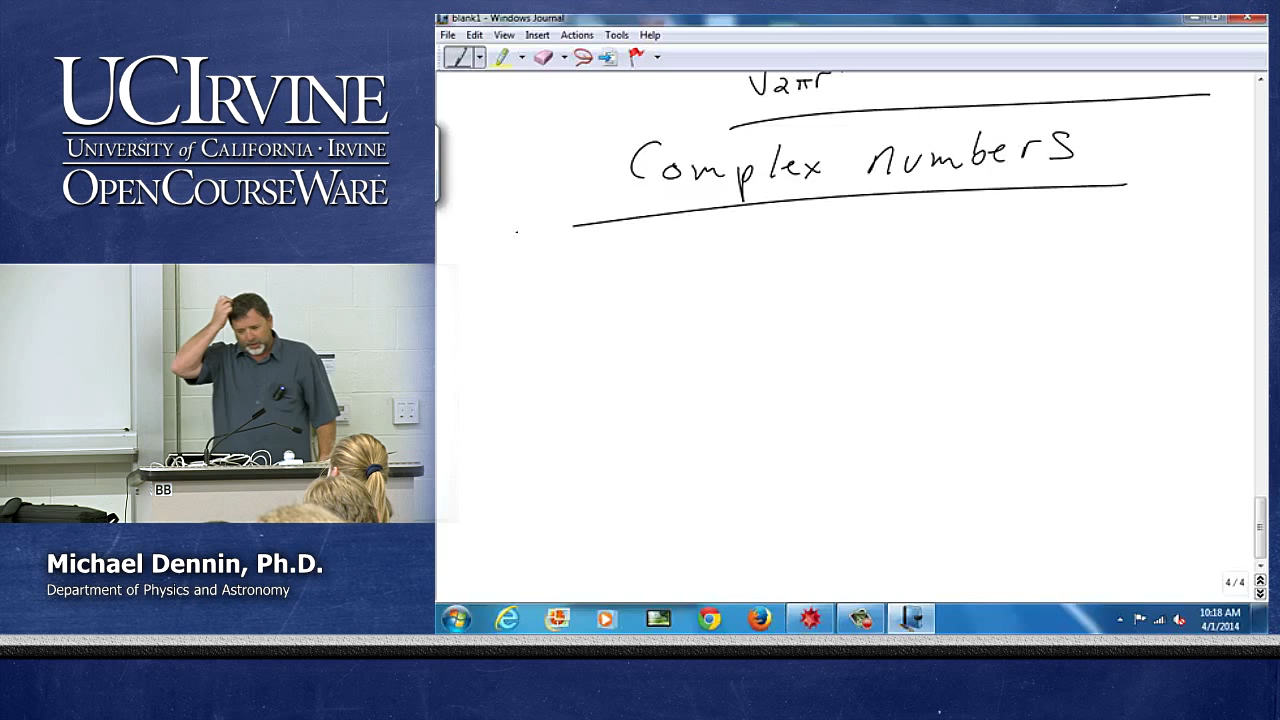 UCIRVINE
UNIVERSITY of CALIFORNIA · IRVINE
OPENCOURSEWARE
BB
Michael Dennin, Ph.D.
Department of Physics and Astronomy
blank1 - Windows Journal
File Edit View Insert Actions Tools Help
√2πr
Complex numbers
4 / 4
10:18 AM
4/1/2014